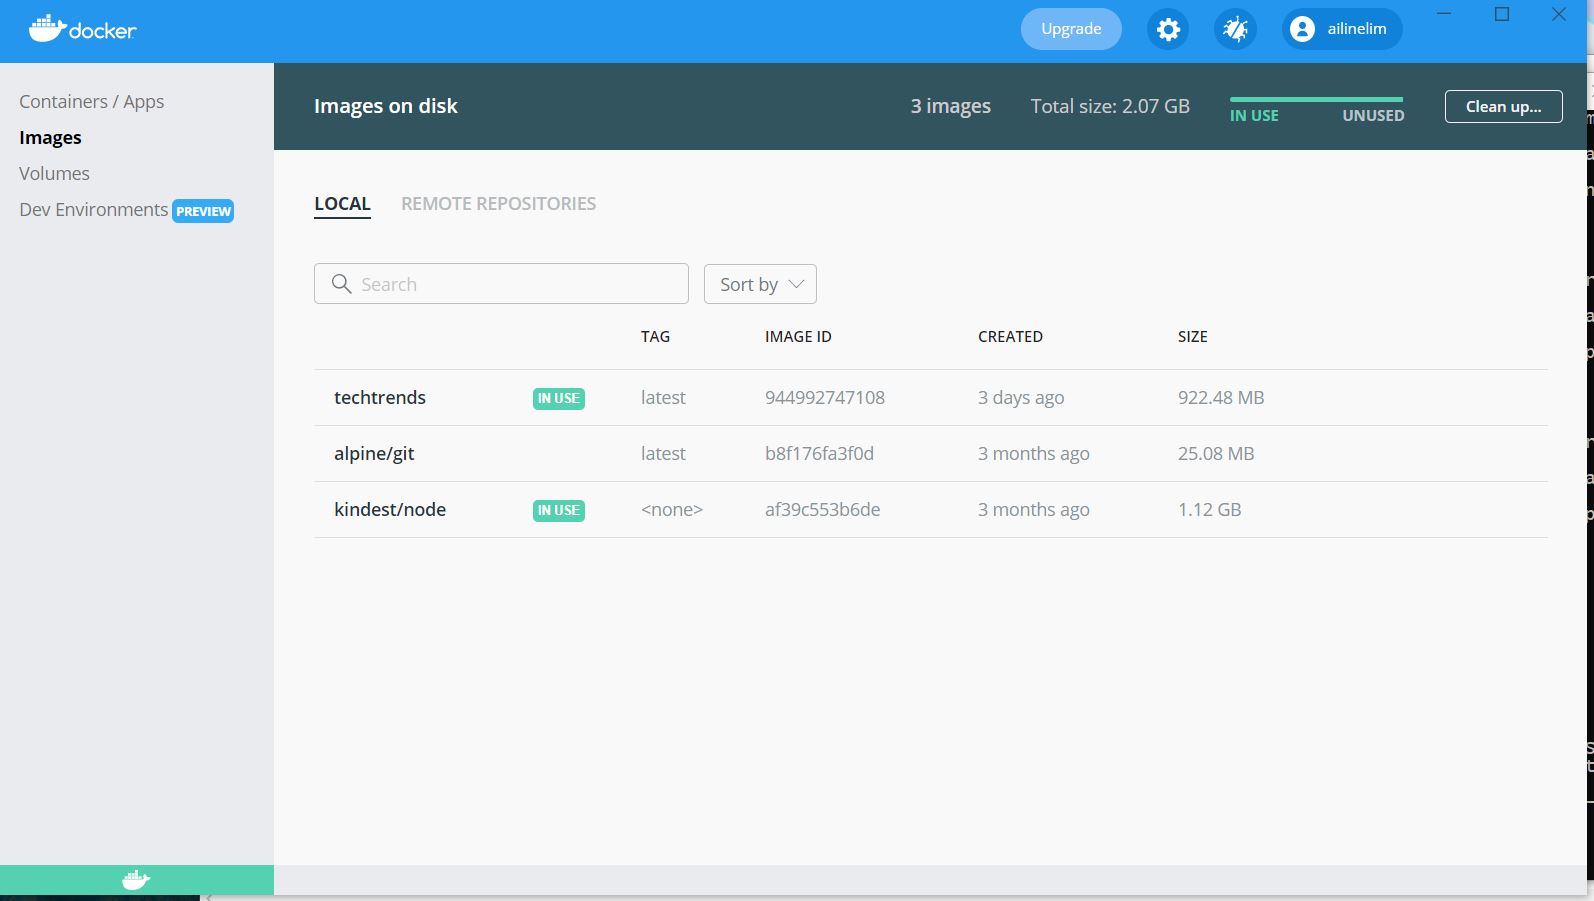 docker
Upgrade
ailinelim
Containers / Apps
Images
Volumes
Dev Environments PREVIEW
Images on disk
3 images
Total size: 2.07 GB
IN USE UNUSED
Clean up...
LOCAL REMOTE REPOSITORIES
Search
Sort by
TAG IMAGE ID CREATED SIZE
techtrends IN USE latest 944992747108 3 days ago 922.48 MB
alpine/git latest b8f176fa3f0d 3 months ago 25.08 MB
kindest/node IN USE <none> af39c553b6de 3 months ago 1.12 GB